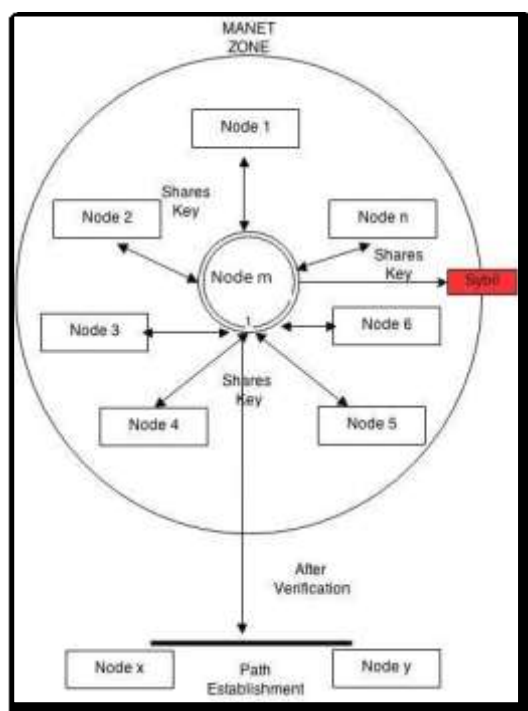 MANET
ZONE
Node 1
Shares
Key
Node 2
Node n
Shares
Key
Node m
Sybil
Node 3
1
Node 6
Shares
Key
Node 4
Node 5
After
Verification
Node x
Path
Establishment
Node y